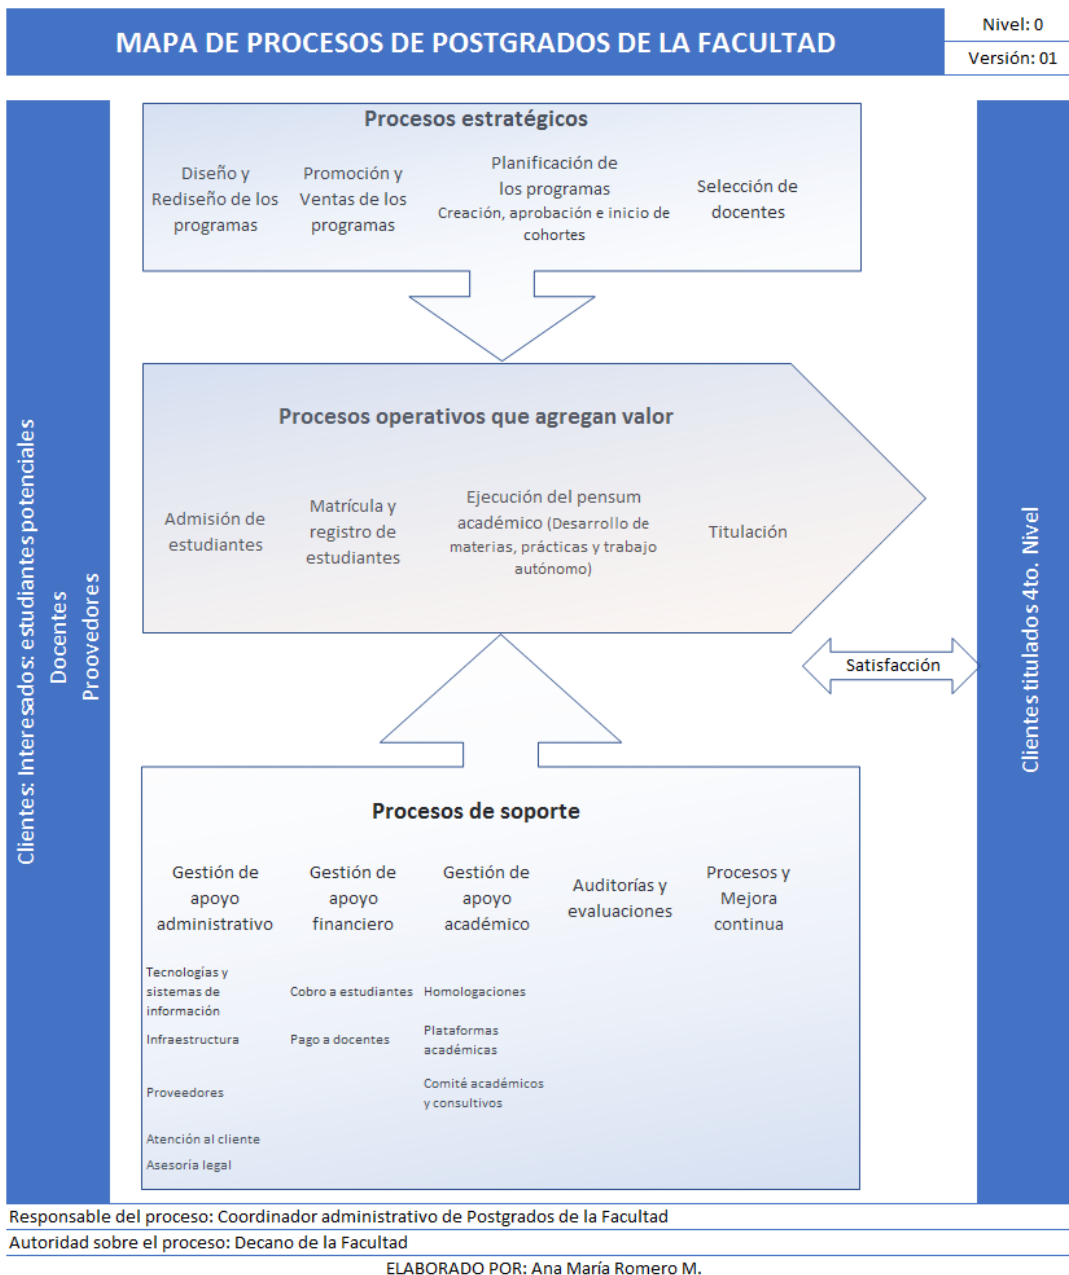 MAPA DE PROCESOS DE POSTGRADOS DE LA FACULTAD
Nivel: 0
Versión: 01
Clientes: Interesados: estudiantes potenciales
Docentes
Proovedores
Procesos estratégicos
Diseño y
Rediseño de los
programas
Promoción y
Ventas de los
programas
Planificación de
los programas
Creación, aprobación e inicio de
cohortes
Selección de
docentes
Procesos operativos que agregan valor
Admisión de
estudiantes
Matrícula y
registro de
estudiantes
Ejecución del pensum
académico (Desarrollo de
materias, prácticas y trabajo
autónomo)
Titulación
Satisfacción
Clientes titulados 4to. Nivel
Procesos de soporte
Gestión de
apoyo
administrativo
Gestión de
apoyo
financiero
Gestión de
apoyo
académico
Auditorías y
evaluaciones
Procesos y
Mejora
continua
Tecnologías y
sistemas de
información
Infraestructura
Proveedores
Atención al cliente
Asesoría legal
Cobro a estudiantes
Pago a docentes
Homologaciones
Plataformas
académicas
Comité académicos
y consultivos
Responsable del proceso: Coordinador administrativo de Postgrados de la Facultad
Autoridad sobre el proceso: Decano de la Facultad
ELABORADO POR: Ana María Romero M.